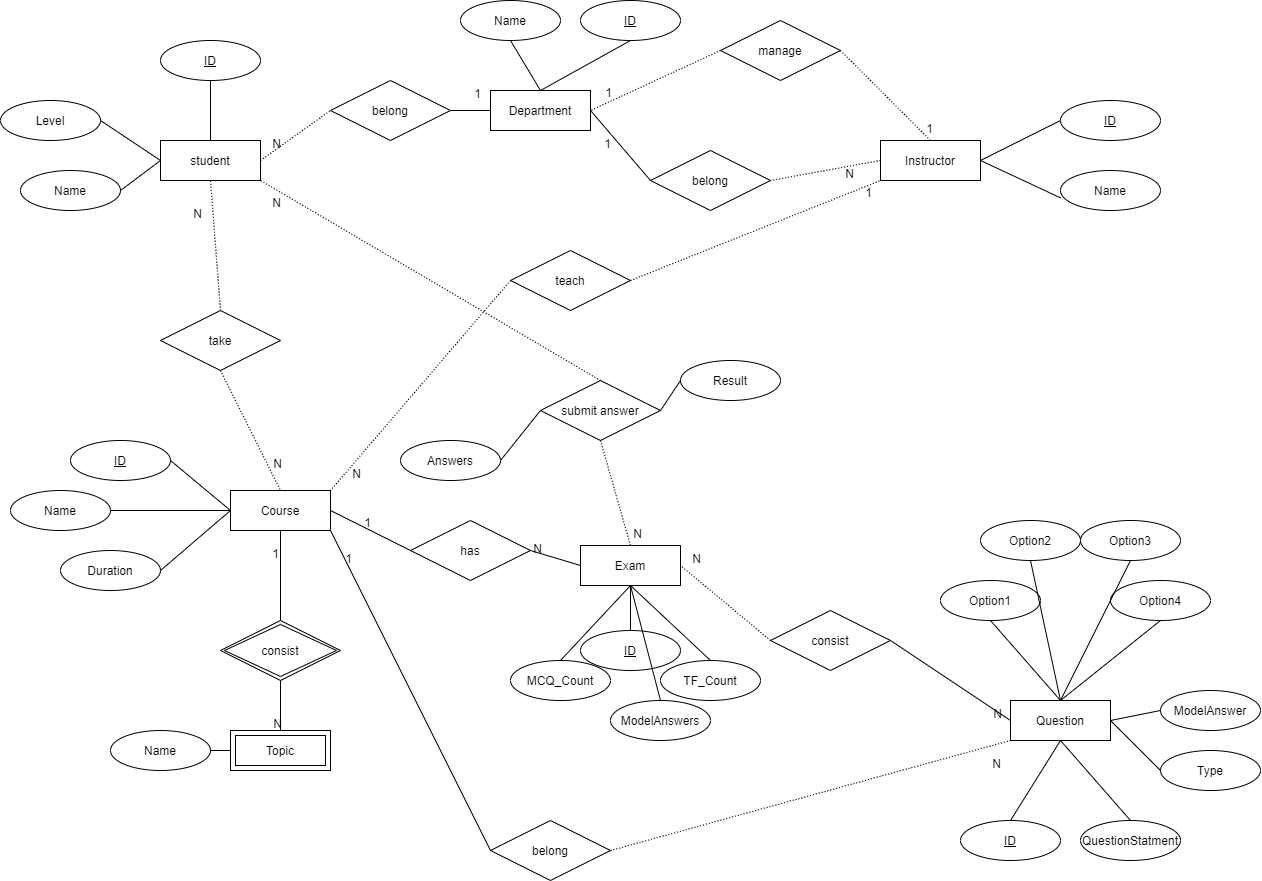 Name
ID
ID
manage
Level
belong
1
Department
1
1
1
N
student
Name
belong
N
Instructor
1
ID
Name
N
N
teach
take
submit answer
Result
Answers
ID
N
N
Name
Course
Duration
1
1
1
has
N
N
Exam
N
consist
ID
MCQ_Count
TF_Count
ModelAnswers
consist
N
Name
Topic
Option2
Option3
Option1
Option4
N
Question
ModelAnswer
Type
N
ID
QuestionStatment
belong